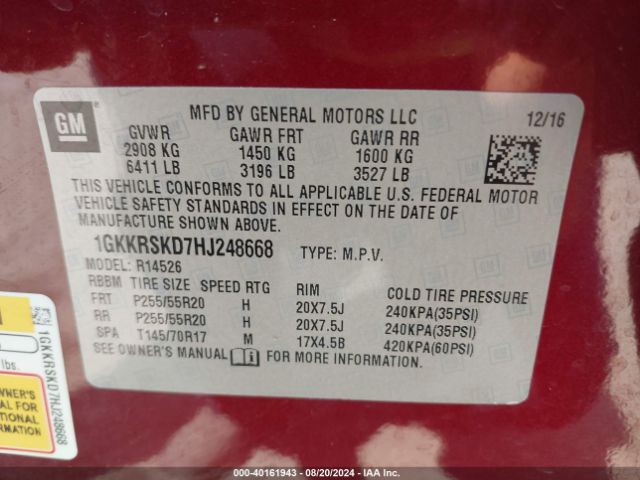 GM
MFD BY GENERAL MOTORS LLC 12/16
GVWR GAWR FRT GAWR RR
2908 KG 1450 KG 1600 KG
6411 LB 3196 LB 3527 LB
THIS VEHICLE CONFORMS TO ALL APPLICABLE U.S. FEDERAL MOTOR
VEHICLE SAFETY STANDARDS IN EFFECT ON THE DATE OF
MANUFACTURE SHOWN ABOVE.
1GKKRSKD7HJ248668 TYPE: M.P.V.
MODEL: R14526
RBBM TIRE SIZE SPEED RTG RIM COLD TIRE PRESSURE
FRT P255/55R20 H 20X7.5J 240KPA(35PSI)
RR P255/55R20 H 20X7.5J 240KPA(35PSI)
SPA T145/70R17 M 17X4.5B 420KPA(60PSI)
SEE OWNER'S MANUAL FOR MORE INFORMATION.
1GKKRSKD7HJ248668
lbs.
AL FOR
000-40161943 - 08/20/2024 - IAA Inc.